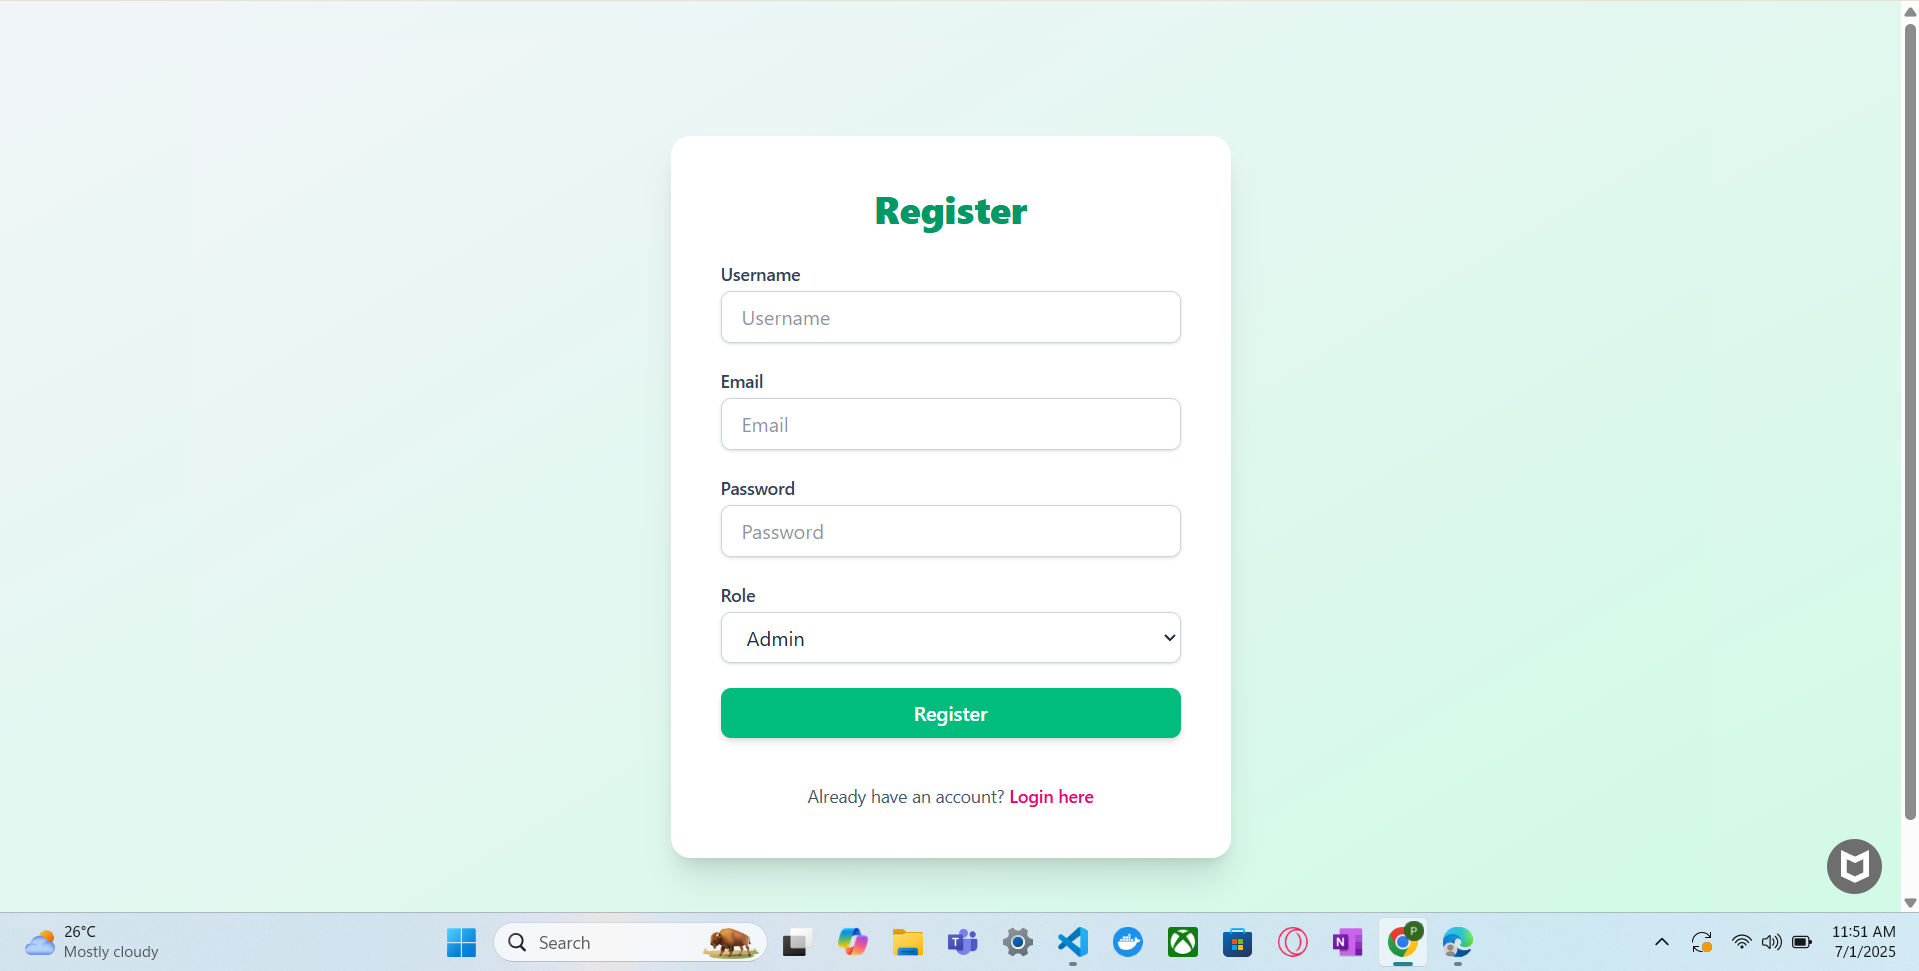 Register
Username
Username
Email
Email
Password
Password
Role
Admin
Register
Already have an account? Login here
26°C
Mostly cloudy
Search
T
N
P
11:51 AM
7/1/2025